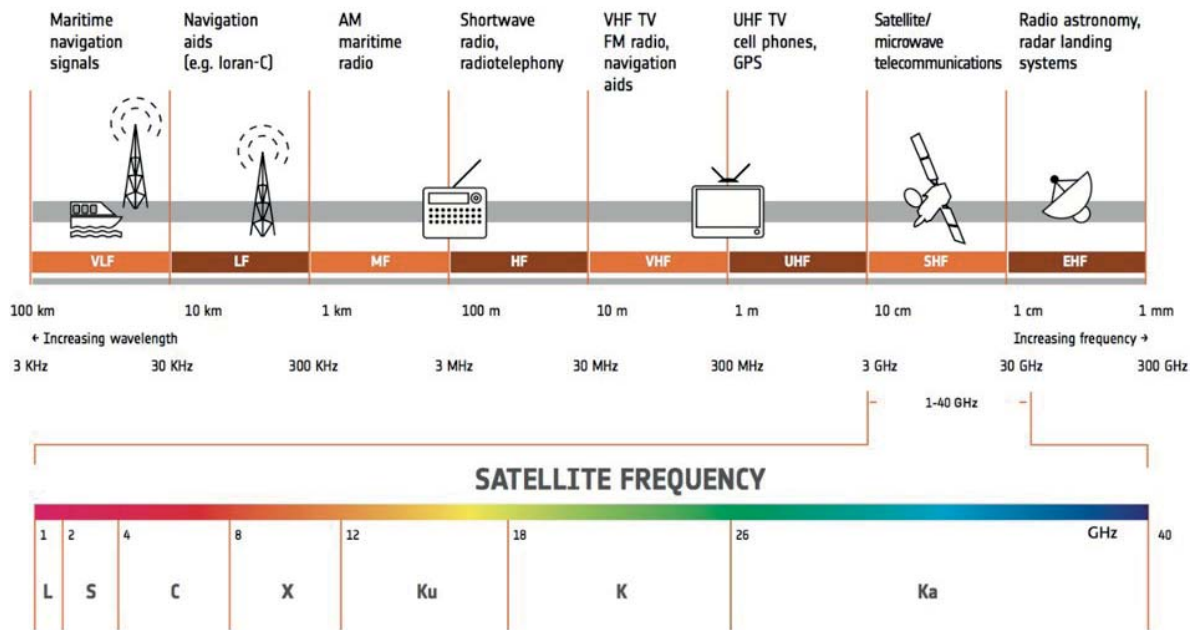 Maritime
navigation
signals
Navigation
aids
(e.g. loran-C)
AM
maritime
radio
Shortwave
radio,
radiotelephony
VHF TV
FM radio,
navigation
aids
UHF TV
cell phones,
GPS
Satellite/
microwave
telecommunications
Radio astronomy,
radar landing
systems
VLF LF MF HF VHF UHF SHF EHF
100 km 10 km 1 km 100 m 10 m 1 m 10 cm 1 cm 1 mm
← Increasing wavelength Increasing frequency →
3 KHz 30 KHz 300 KHz 3 MHz 30 MHz 300 MHz 3 GHz 30 GHz 300 GHz
1-40 GHz
SATELLITE FREQUENCY
1 2 4 8 12 18 26 GHz 40
L S C X Ku K Ka